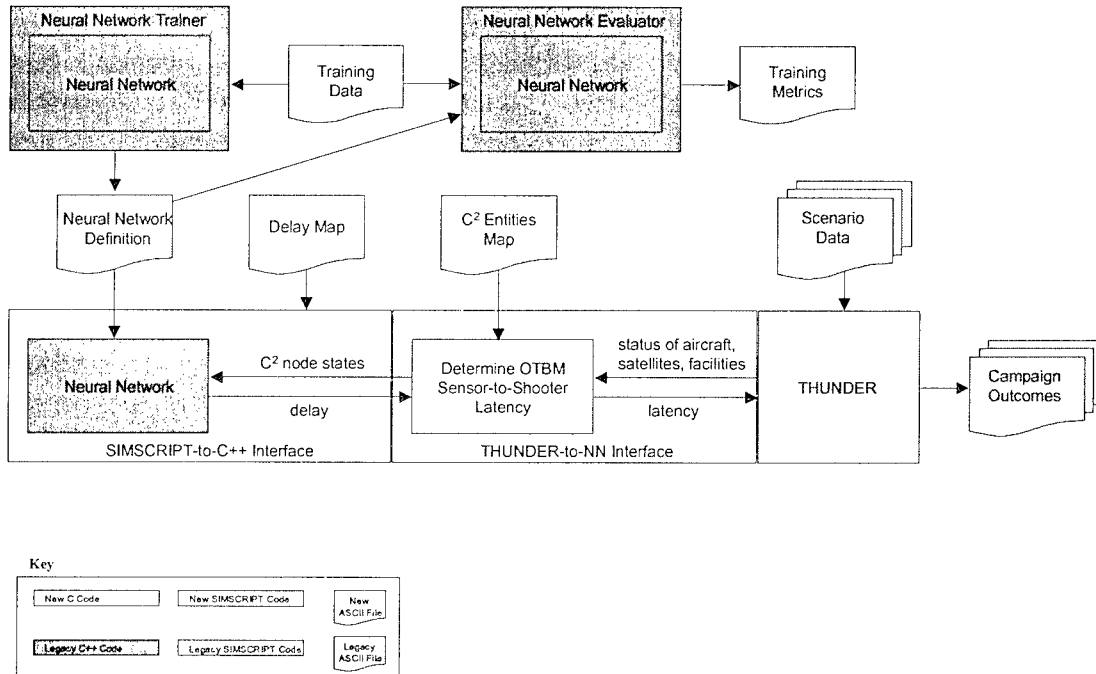 Neural Network Trainer
Neural Network
Training
Data
Neural Network Evaluator
Neural Network
Training
Metrics
Neural Network
Definition
Delay Map
C² Entities
Map
Scenario
Data
Neural Network
C² node states
delay
SIMSCRIPT-to-C++ Interface
Determine OTBM
Sensor-to-Shooter
Latency
status of aircraft,
satellites, facilities
latency
THUNDER-to-NN Interface
THUNDER
Campaign
Outcomes
Key
New C Code
New SIMSCRIPT Code
New
ASCII File
Legacy C++ Code
Legacy SIMSCRIPT Code
Legacy
ASCII File